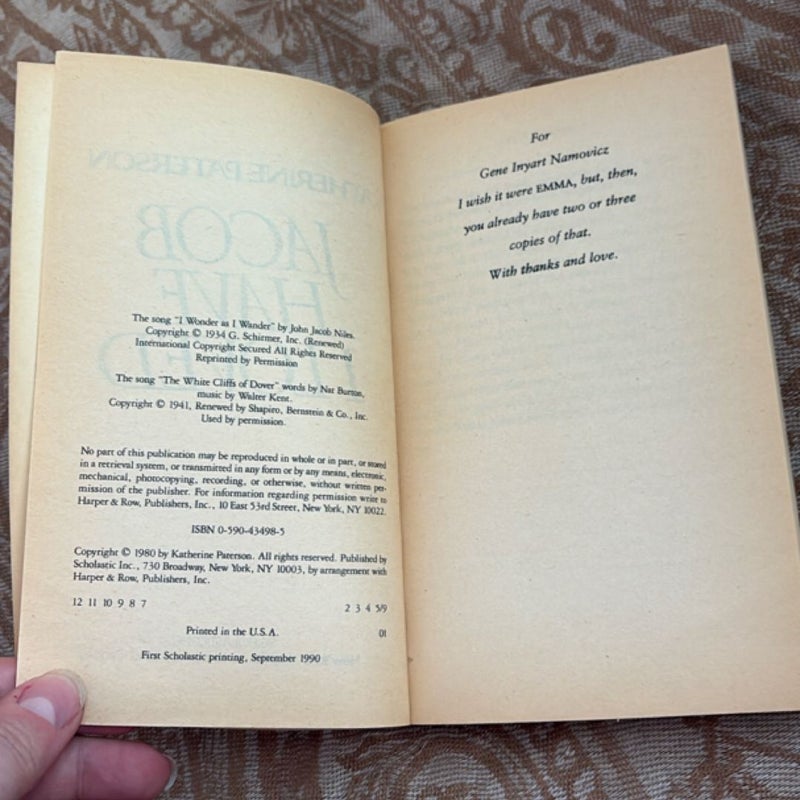 The song "I Wonder as I Wander" by John Jacob Niles.
Copyright © 1934 G. Schirmer, Inc. (Renewed)
International Copyright Secured All Rights Reserved
Reprinted by Permission
The song "The White Cliffs of Dover" words by Nat Burton,
music by Walter Kent.
Copyright © 1941, Renewed by Shapiro, Bernstein & Co., Inc.
Used by permission.
No part of this publication may be reproduced in whole or in part, or stored
in a retrieval system, or transmitted in any form or by any means, electronic,
mechanical, photocopying, recording, or otherwise, without written per-
mission of the publisher. For information regarding permission write to
Harper & Row, Publishers, Inc., 10 East 53rd Street, New York, NY 10022.
ISBN 0-590-43498-5
Copyright © 1980 by Katherine Paterson. All rights reserved. Published by
Scholastic Inc., 730 Broadway, New York, NY 10003, by arrangement with
Harper & Row, Publishers, Inc.
12 11 10 9 8 7 2 3 4 5/9
Printed in the U.S.A. 01
First Scholastic printing, September 1990
For
Gene Inyart Namovicz
I wish it were EMMA, but, then,
you already have two or three
copies of that.
With thanks and love.
KATHERINE PATERSON
JACOB
HAVE
I LOVED